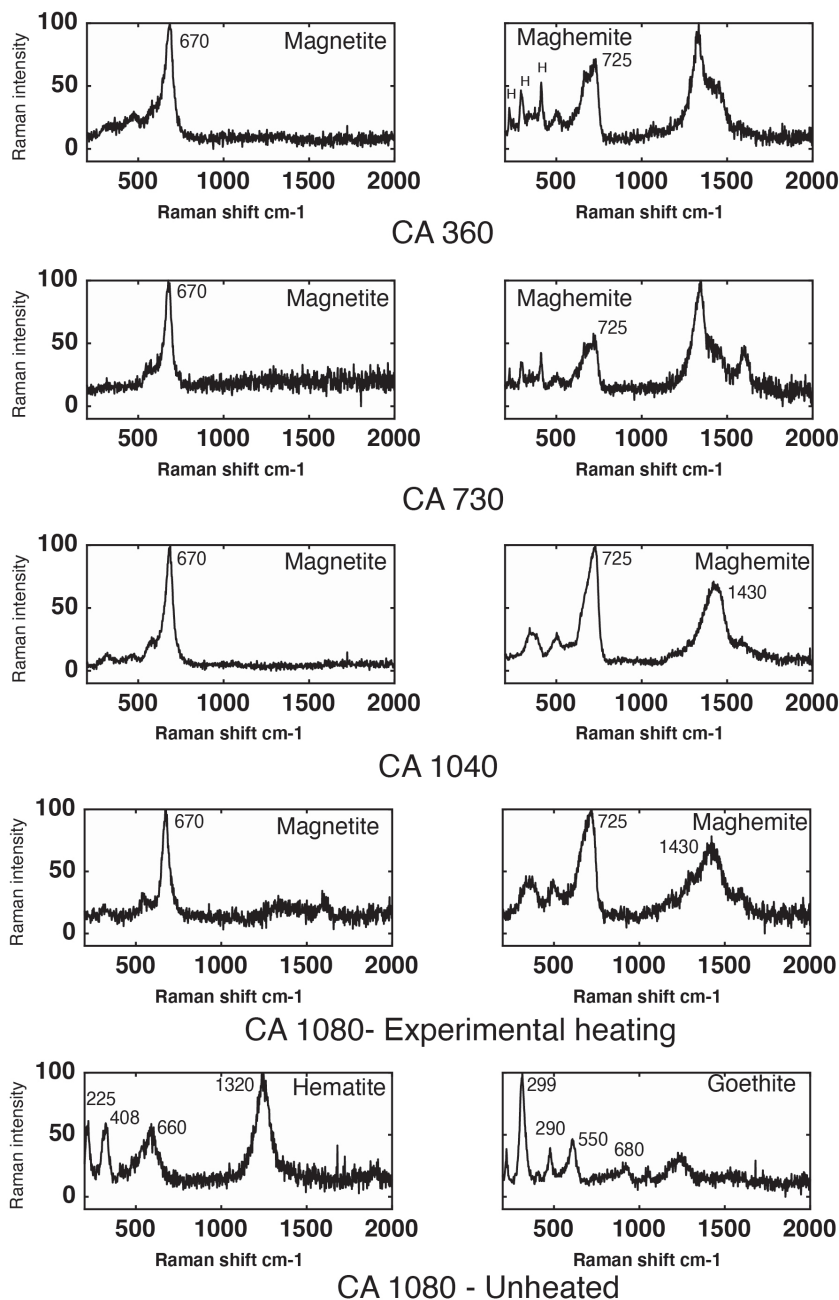 100 Magnetite 100 Maghemite
670 725
H H H
Raman intensity
50
0
500 1000 1500 2000 500 1000 1500 2000
Raman shift cm-1 Raman shift cm-1
CA 360
100 Magnetite Maghemite
670 725
Raman intensity
50
0
500 1000 1500 2000 500 1000 1500 2000
Raman shift cm-1 Raman shift cm-1
CA 730
100 670 Magnetite 725 Maghemite
1430
Raman intensity
50
0
500 1000 1500 2000 500 1000 1500 2000
Raman shift cm-1 Raman shift cm-1
CA 1040
100 670 Magnetite 725 Maghemite
1430
Raman intensity
50
0
500 1000 1500 2000 500 1000 1500 2000
Raman shift cm-1 Raman shift cm-1
CA 1080- Experimental heating
100 225 408 660 1320 Hematite 299 Goethite
290 550 680
Raman intensity
50
0
500 1000 1500 2000 500 1000 1500 2000
Raman shift cm-1 Raman shift cm-1
CA 1080 - Unheated